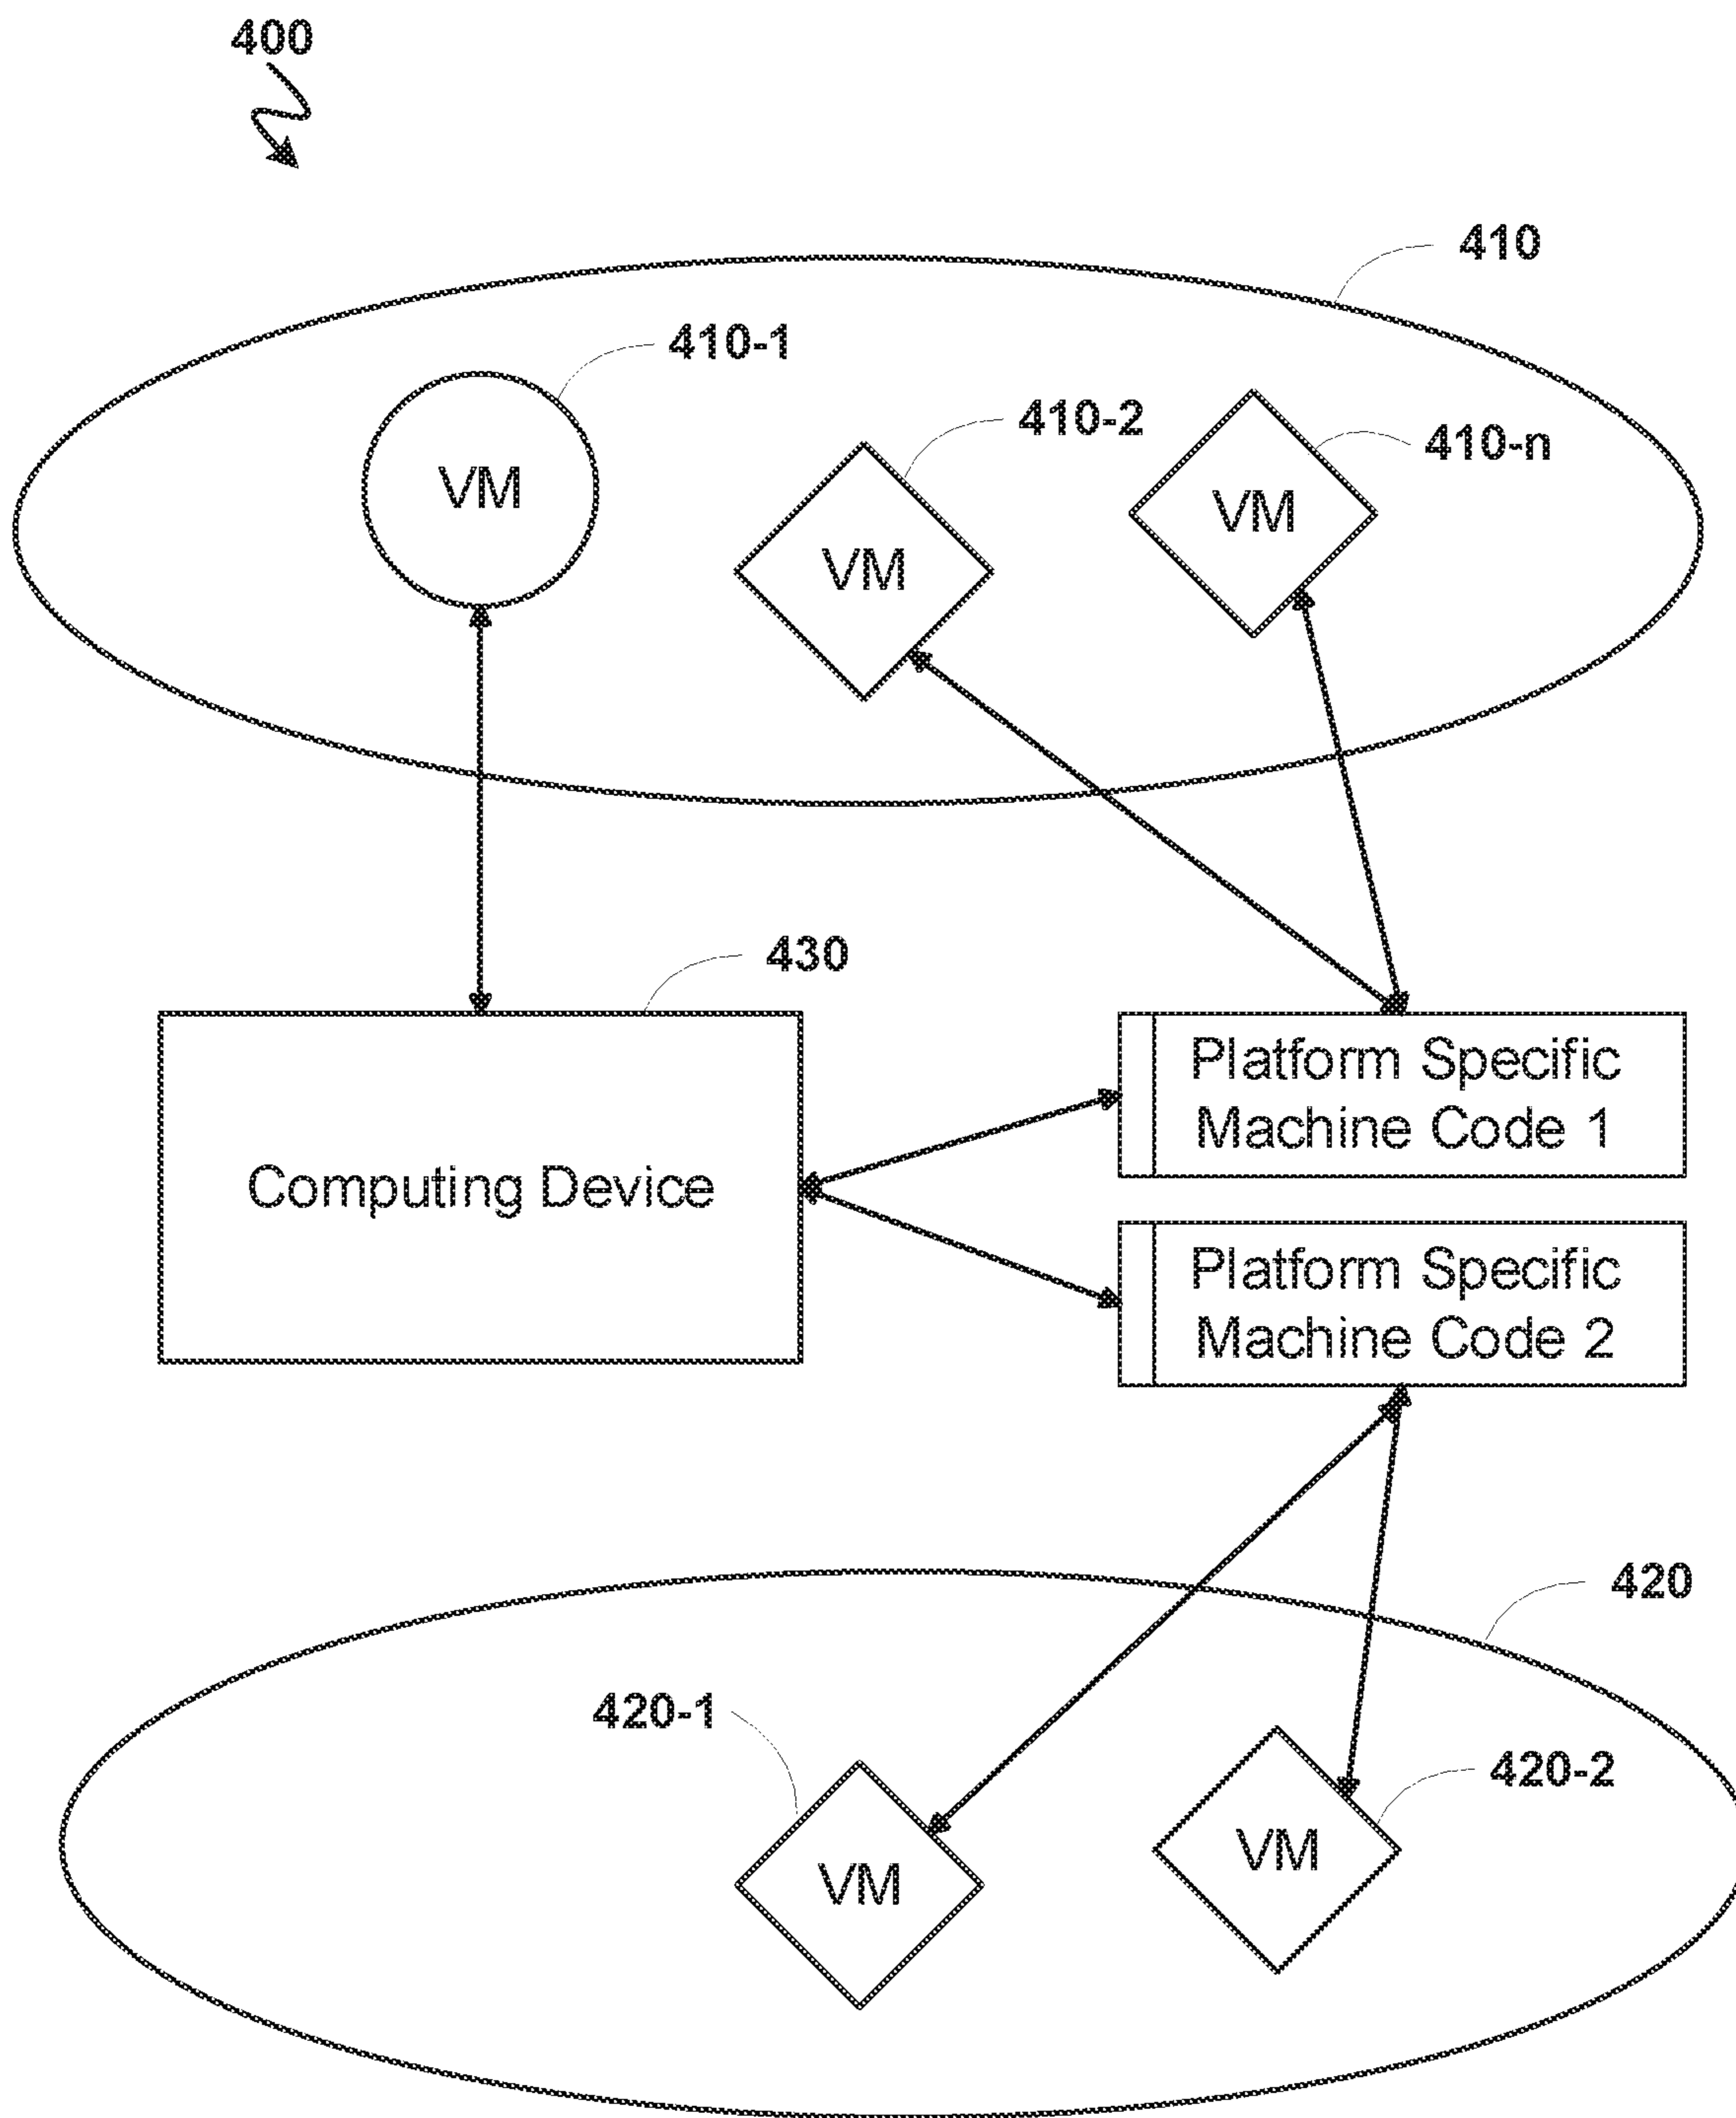 400
410
410-1
410-2
410-n
VM
VM
VM
430
Computing Device
Platform Specific
Machine Code 1
Platform Specific
Machine Code 2
420
420-1
420-2
VM
VM